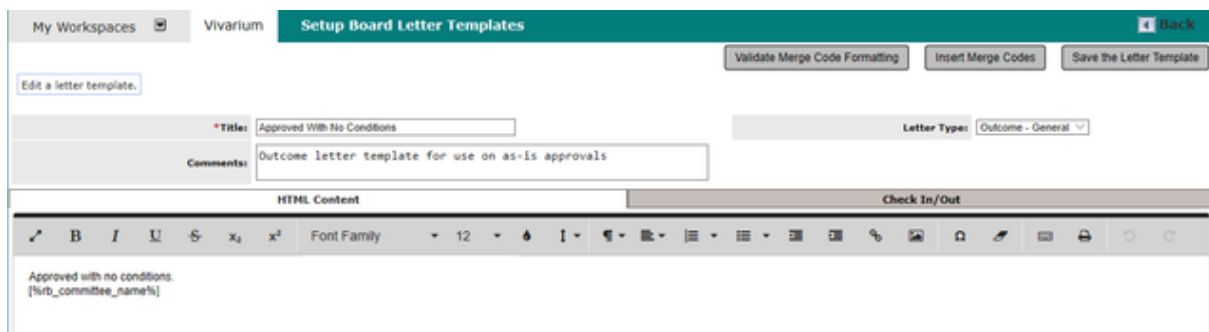 My Workspaces Vivarium Setup Board Letter Templates Back
Validate Merge Code Formatting Insert Merge Codes Save the Letter Template
Edit a letter template.
*Title: Approved With No Conditions Letter Type: Outcome - General
Comments: Outcome letter template for use on as-is approvals
HTML Content Check In/Out
B I U S x₂ x² Font Family 12 ¶ Ω
Approved with no conditions.
[%rb_committee_name%]